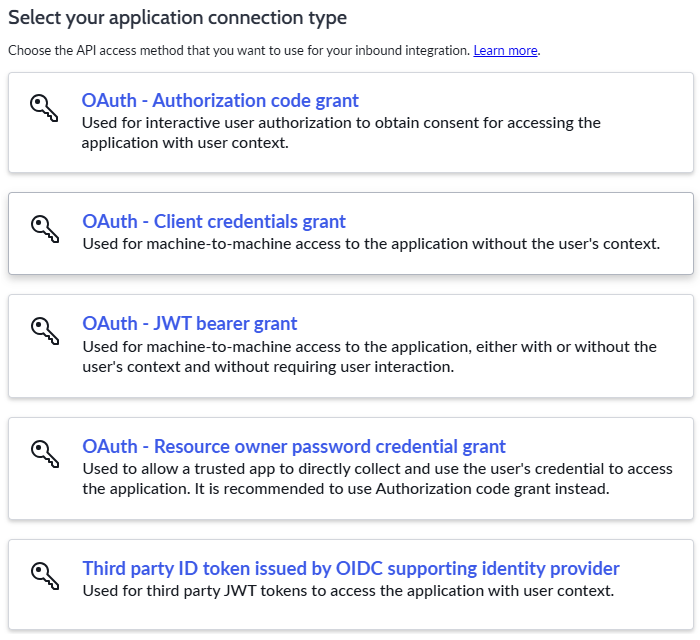 Select your application connection type
Choose the API access method that you want to use for your inbound integration. Learn more.
OAuth - Authorization code grant
Used for interactive user authorization to obtain consent for accessing the
application with user context.
OAuth - Client credentials grant
Used for machine-to-machine access to the application without the user's context.
OAuth - JWT bearer grant
Used for machine-to-machine access to the application, either with or without the
user's context and without requiring user interaction.
OAuth - Resource owner password credential grant
Used to allow a trusted app to directly collect and use the user's credential to access
the application. It is recommended to use Authorization code grant instead.
Third party ID token issued by OIDC supporting identity provider
Used for third party JWT tokens to access the application with user context.